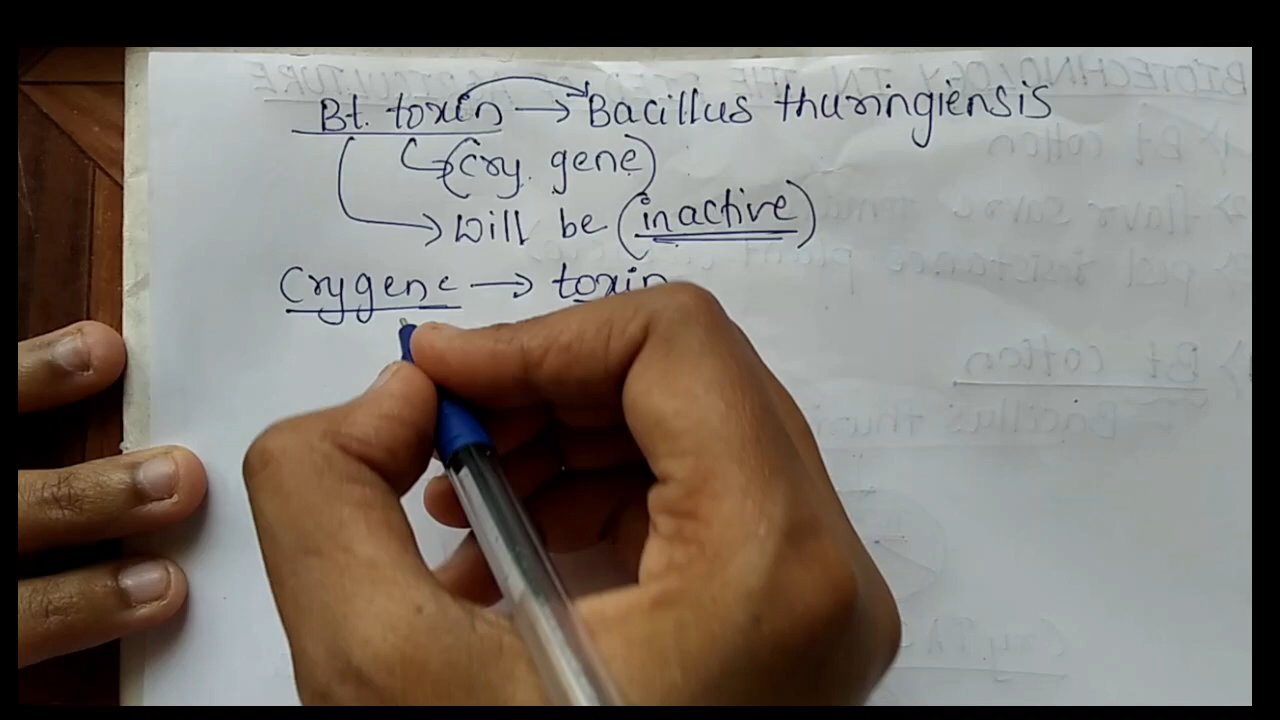 Bt. toxin → Bacillus thuringiensis
(Cry. gene)
→ Will be (inactive)
Crygene → toxin